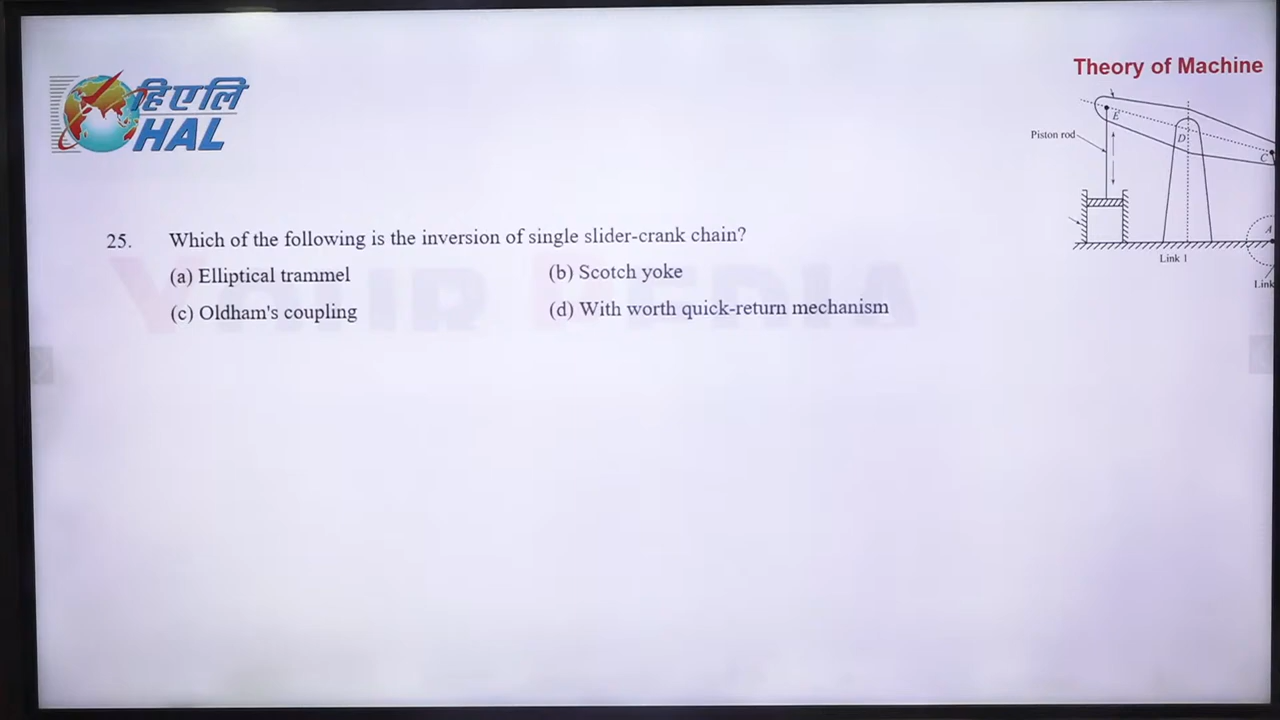 हिएलि
HAL
Theory of Machine
E
Piston rod
D
C
A
Link 1
Link
25. Which of the following is the inversion of single slider-crank chain?
(a) Elliptical trammel (b) Scotch yoke
(c) Oldham's coupling (d) With worth quick-return mechanism